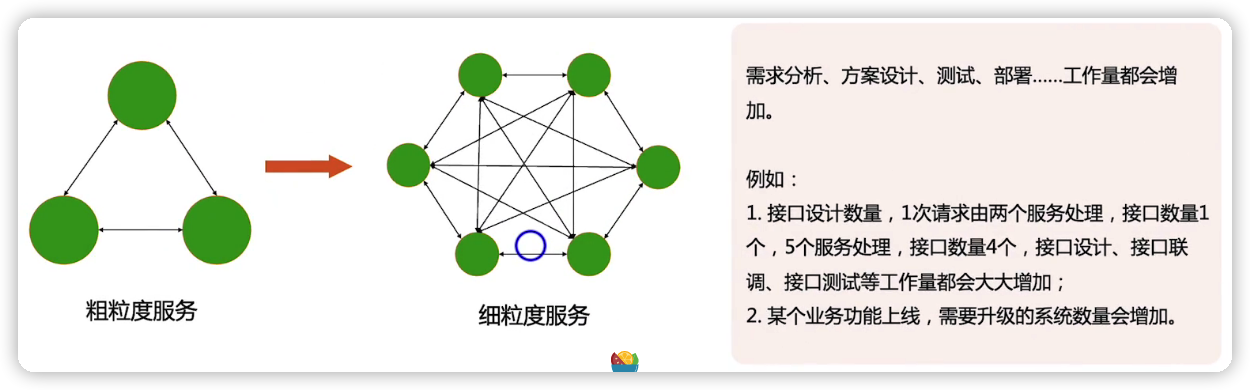 粗粒度服务
细粒度服务
需求分析、方案设计、测试、部署......工作量都会增
加。
例如：
1. 接口设计数量，1次请求由两个服务处理，接口数量1
个，5个服务处理，接口数量4个，接口设计、接口联
调、接口测试等工作量都会大大增加；
2. 某个业务功能上线，需要升级的系统数量会增加。